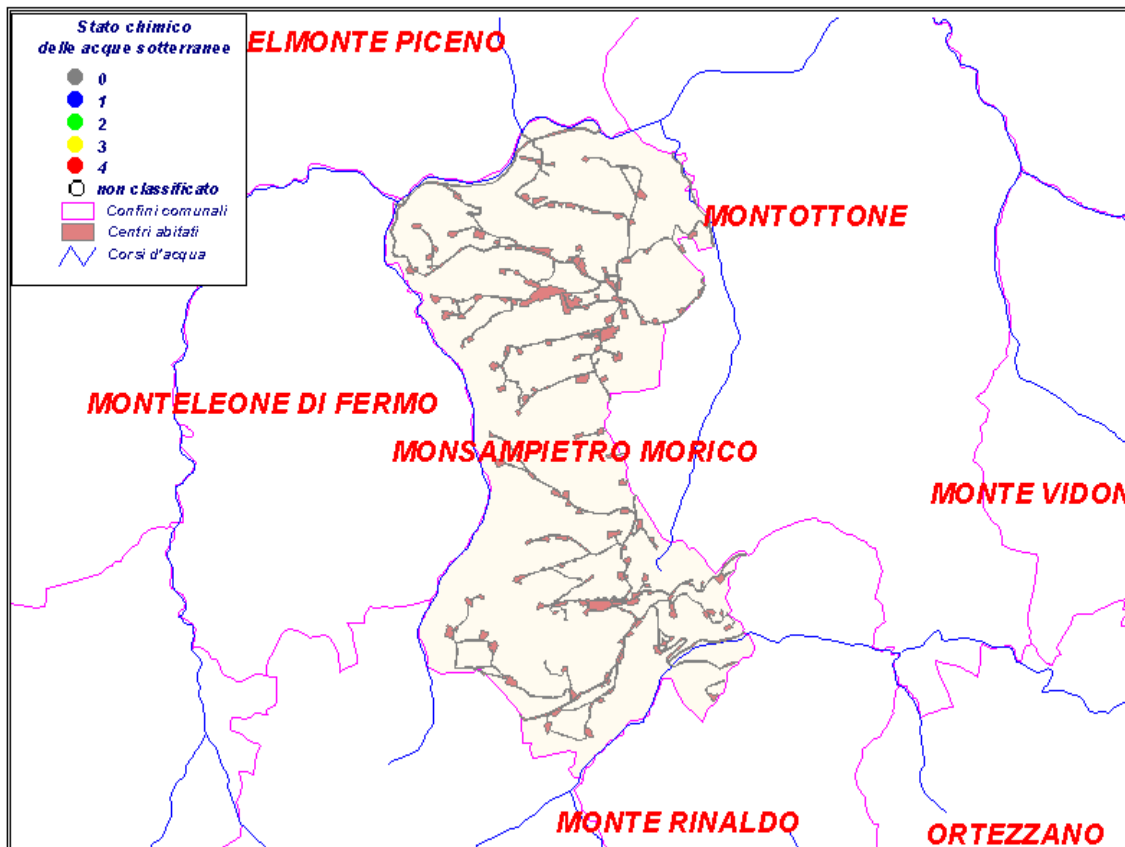 Stato chimico
delle acque sotterranee
0
1
2
3
4
non classificato
Confini comunali
Centri abitati
Corsi d'acqua
ELMONTE PICENO
MONTOTTONE
MONTELEONE DI FERMO
MONSAMPIETRO MORICO
MONTE VIDON
MONTE RINALDO
ORTEZZANO